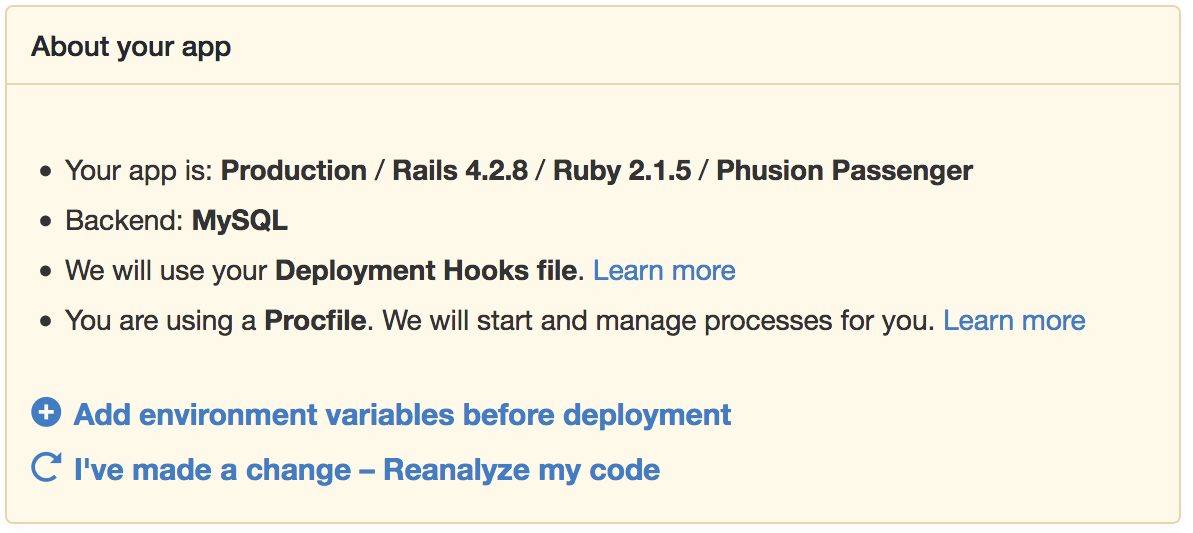 About your app
Your app is: Production / Rails 4.2.8 / Ruby 2.1.5 / Phusion Passenger
Backend: MySQL
We will use your Deployment Hooks file. Learn more
You are using a Procfile. We will start and manage processes for you. Learn more
Add environment variables before deployment
I've made a change – Reanalyze my code